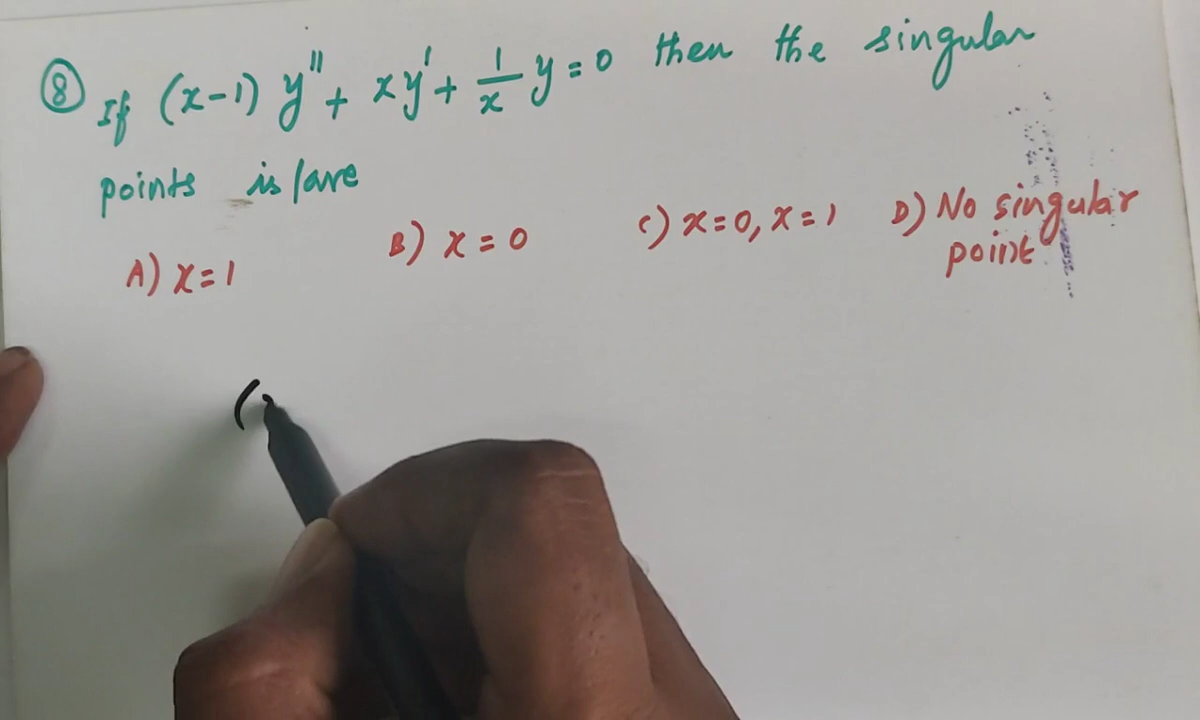 ⑧ If (x-1) y'' + xy' + 1/x y = 0 then the singular
points is/are
A) x=1 B) x=0 C) x=0, x=1 D) No singular
point
(